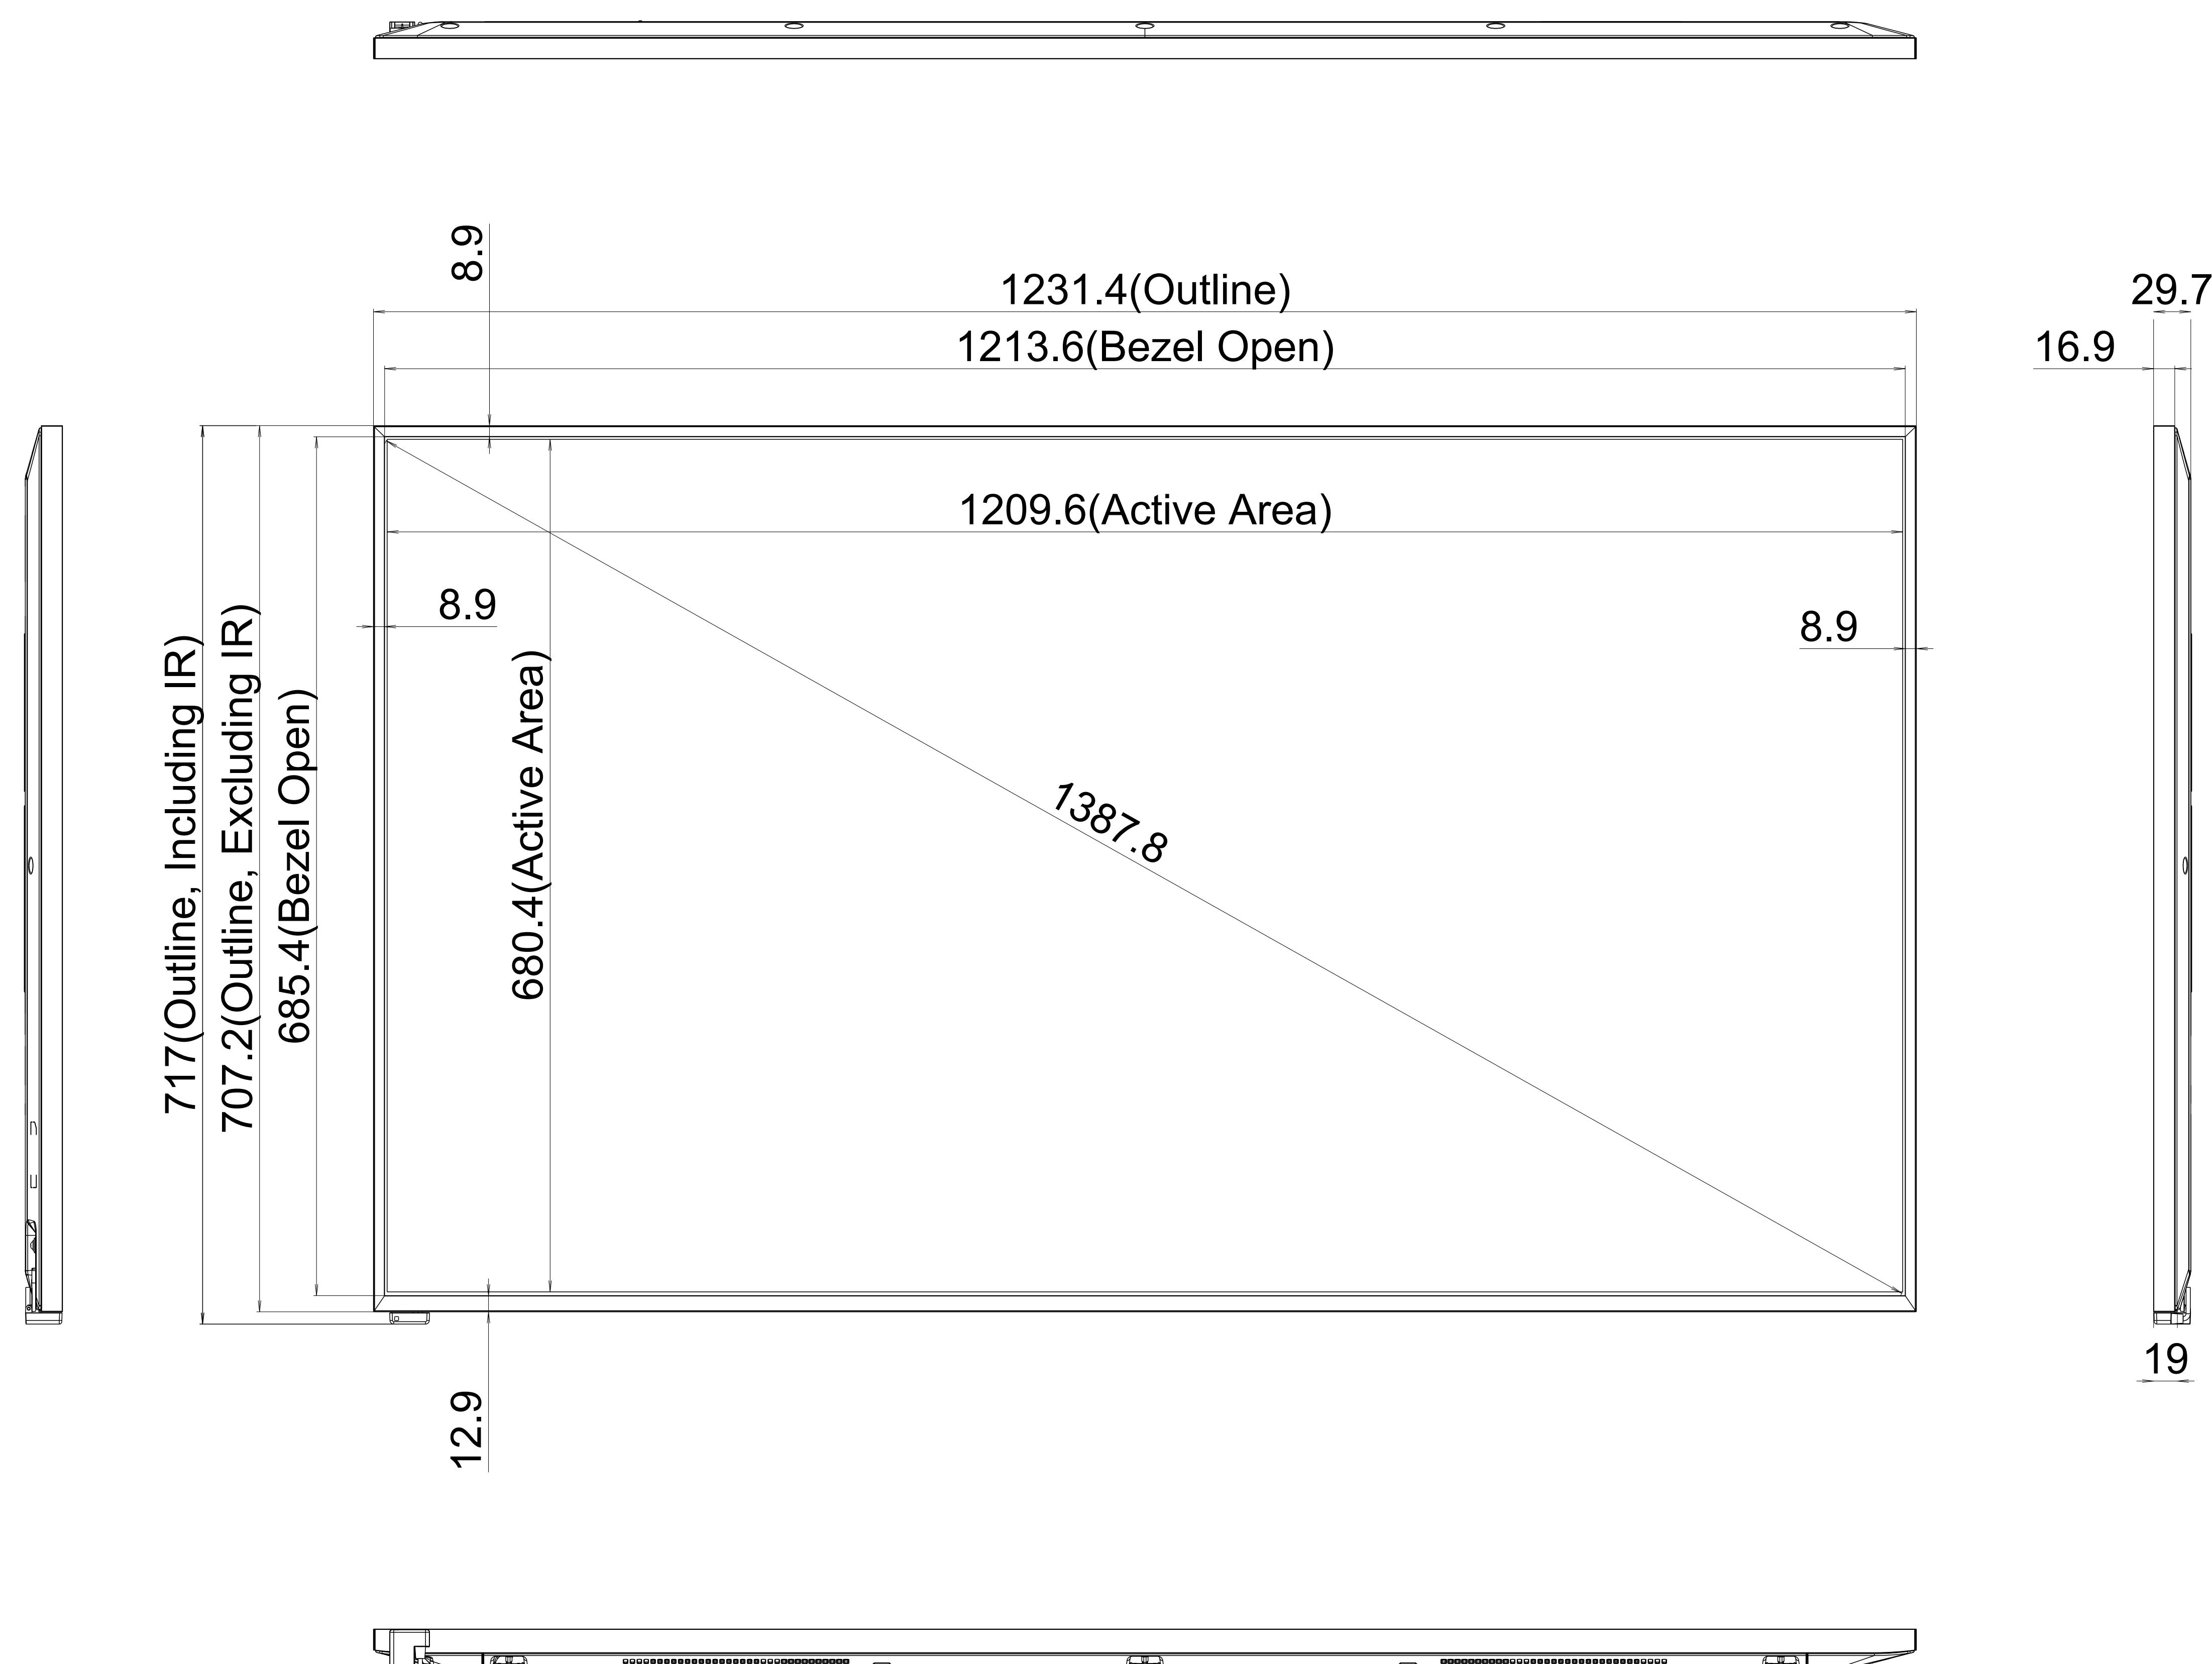 8.9
1231.4(Outline)
29.7
1213.6(Bezel Open)
16.9
1209.6(Active Area)
8.9
8.9
717(Outline, Including IR)
707.2(Outline, Excluding IR)
685.4(Bezel Open)
680.4(Active Area)
1387.8
19
12.9